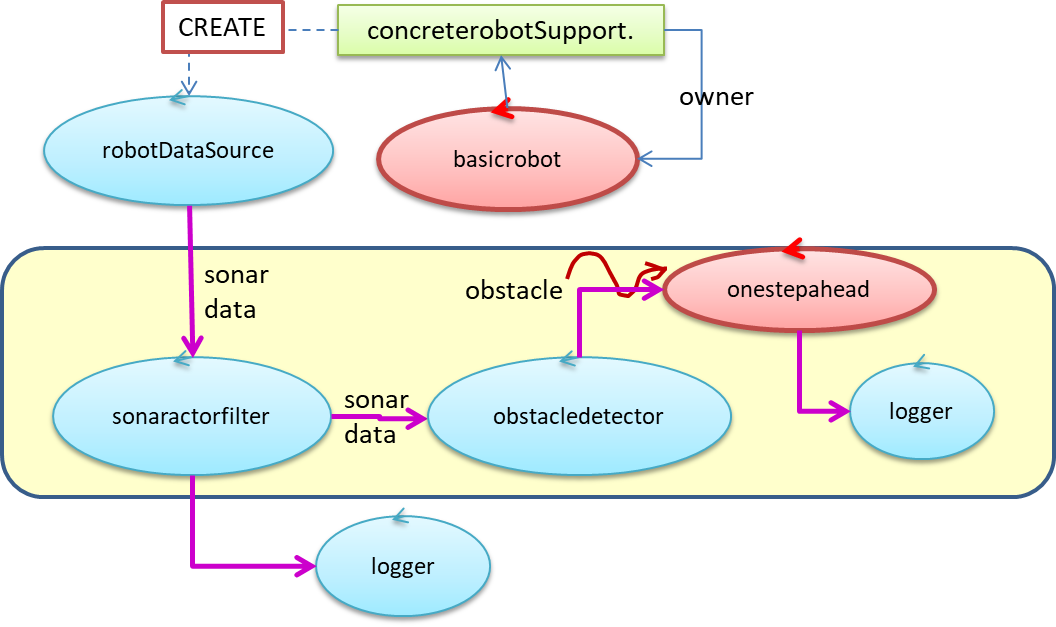 CREATE
concreterobotSupport.
owner
robotDataSource
basicrobot
sonar
data
obstacle
onestepahead
sonaractorfilter
sonar
data
obstacledetector
logger
logger